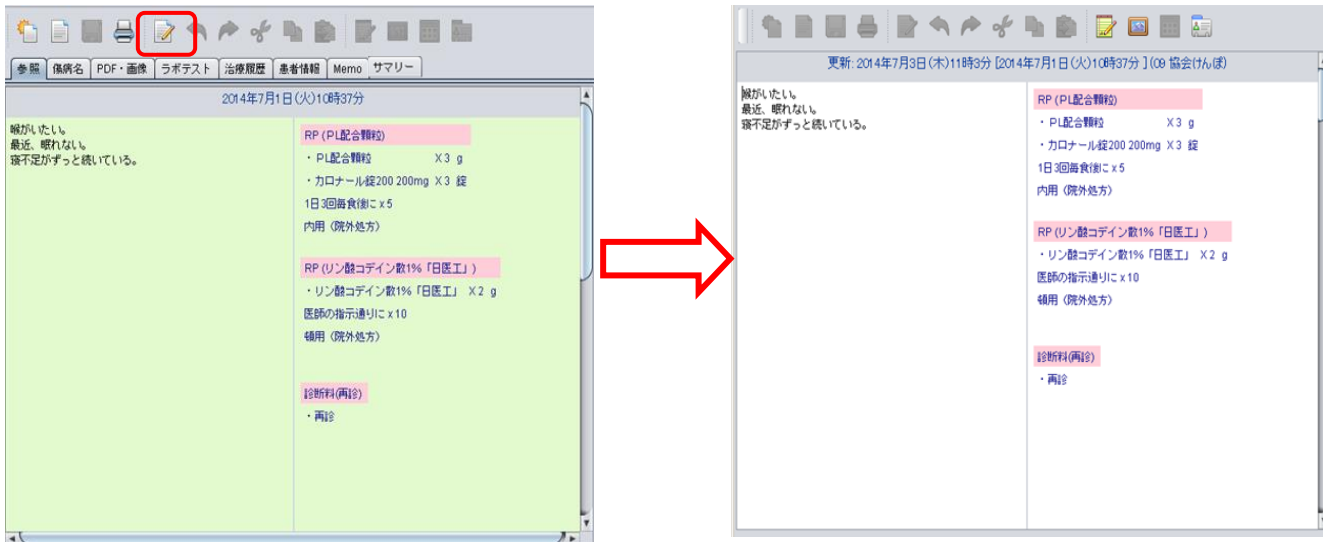 参照 傷病名 PDF・画像 ラボテスト 治療履歴 患者情報 Memo サマリー
2014年7月1日(火)10時37分
喉がいたい。
最近、眠れない。
寝不足がずっと続いている。
RP (PL配合顆粒)
・PL配合顆粒 X 3 g
・カロナール錠200 200mg X 3 錠
1日3回毎食後に x 5
内用（院外処方）
RP (リン酸コデイン散1%「日医工」)
・リン酸コデイン散1%「日医工」 X 2 g
医師の指示通りに x 10
頓用（院外処方）
診断料(再診)
・再診
更新: 2014年7月3日(木)11時3分 [2014年7月1日(火)10時37分 ] (09 協会けんぽ)
喉がいたい。
最近、眠れない。
寝不足がずっと続いている。
RP (PL配合顆粒)
・PL配合顆粒 X 3 g
・カロナール錠200 200mg X 3 錠
1日3回毎食後に x 5
内用（院外処方）
RP (リン酸コデイン散1%「日医工」)
・リン酸コデイン散1%「日医工」 X 2 g
医師の指示通りに x 10
頓用（院外処方）
診断料(再診)
・再診